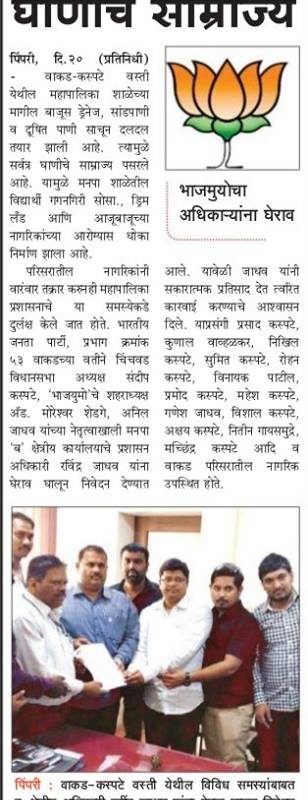 घाणीचे साम्राज्य
पिंपरी, दि.२० (प्रतिनिधी)
- वाकड-कस्पटे वस्ती
येथील महापालिका शाळेच्या
मागील बाजूस ड्रेनेज, सांडपाणी
व दूषित पाणी साचून दलदल
तयार झाली आहे. त्यामुळे
सर्वत्र घाणीचे साम्राज्य पसरले
आहे. यामुळे मनपा शाळेतील
विद्यार्थी गगनगिरी सोसा., ड्रिम
लँड आणि आजूबाजूच्या
नागरिकांच्या आरोग्यास धोका
निर्माण झाला आहे.
परिसरातील नागरिकांनी
वारंवार तक्रार करुनही महापालिका
प्रशासनाचे या समस्येकडे
दुर्लक्ष केले जात होते. भारतीय
जनता पार्टी, प्रभाग क्रमांक
५३ वाकडच्या वतीने चिंचवड
विधानसभा अध्यक्ष संदीप
कस्पटे, 'भाजयुमो'चे शहराध्यक्ष
अॅड. मोरेश्वर शेडगे, अनिल
जाधव यांच्या नेतृत्वाखाली मनपा
'ब' क्षेत्रीय कार्यालयाचे प्रशासन
अधिकारी रविंद्र जाधव यांना
घेराव घालून निवेदन देण्यात
भाजमुयोचा
अधिकाऱ्यांना घेराव
आले. यावेळी जाधव यांनी
सकारात्मक प्रतिसाद देत त्वरित
कारवाई करण्याचे आश्वासन
दिले. याप्रसंगी प्रसाद कस्पटे,
कुणाल वाव्हळकर, निखिल
कस्पटे, सुमित कस्पटे, रोहन
कस्पटे, विनायक पाटील,
प्रमोद कस्पटे, महेश कस्पटे,
गणेश जाधव, विशाल कस्पटे,
अक्षय कस्पटे, नितीन गायसमुद्रे,
मच्छिंद्र कस्पटे आदि व
वाकड परिसरातील नागरिक
उपस्थित होते.
पिंपरी : वाकड-कस्पटे वस्ती येथील विविध समस्यांबाबत